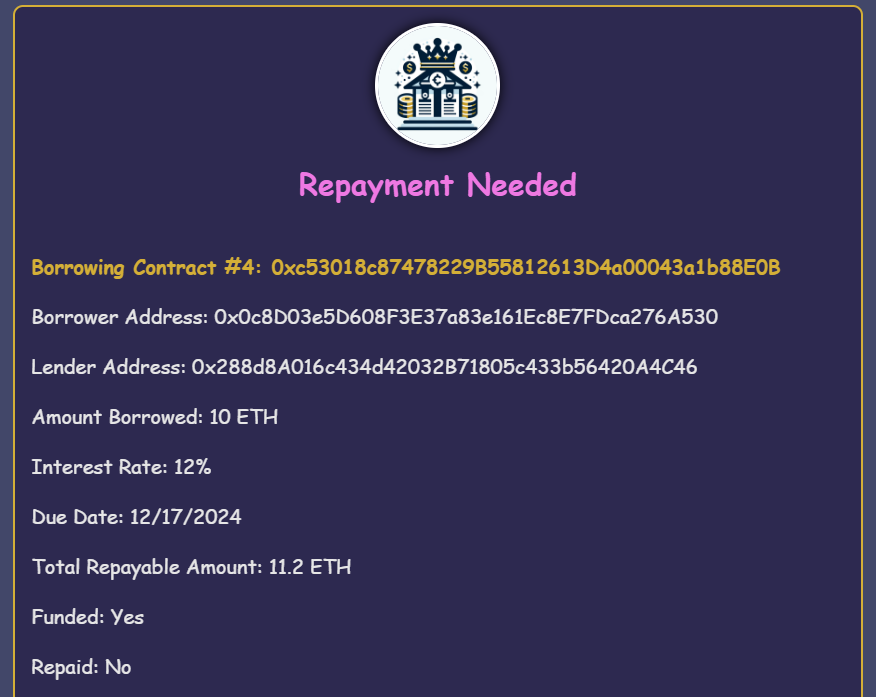 Repayment Needed
Borrowing Contract #4: 0xc53018c87478229B55812613D4a00043a1b88E0B
Borrower Address: 0x0c8D03e5D608F3E37a83e161Ec8E7FDca276A530
Lender Address: 0x288d8A016c434d42032B71805c433b56420A4C46
Amount Borrowed: 10 ETH
Interest Rate: 12%
Due Date: 12/17/2024
Total Repayable Amount: 11.2 ETH
Funded: Yes
Repaid: No